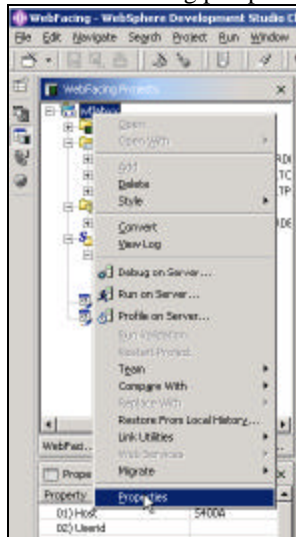 WebFacing - WebSphere Development Studio Cl
File Edit Navigate Search Project Run Window
WebFacing Projects
Open
Open With
Add
Delete
Style
Convert
View Log
Debug on Server...
Run on Server...
Profile on Server...
Run Validation
Restart Project
Team
Compare With
Replace With
Restore From Local History...
Link Utilities
Web Services
Migrate
Properties
WebFaci...
Prope
Property
01) Host S400A
02) Userid